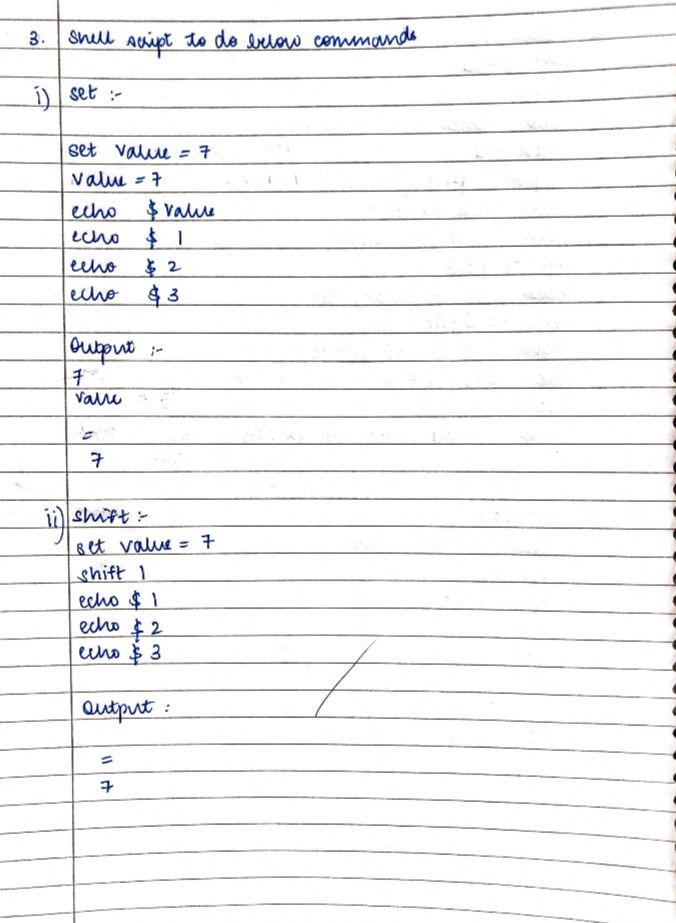 3. Shell script to do below commands
i) set :-
set value = 7
value = 7
echo $ value
echo $ 1
echo $ 2
echo $ 3
Output :-
7
value
=
7
ii) shift :-
set value = 7
shift 1
echo $ 1
echo $ 2
echo $ 3
Output :
=
7